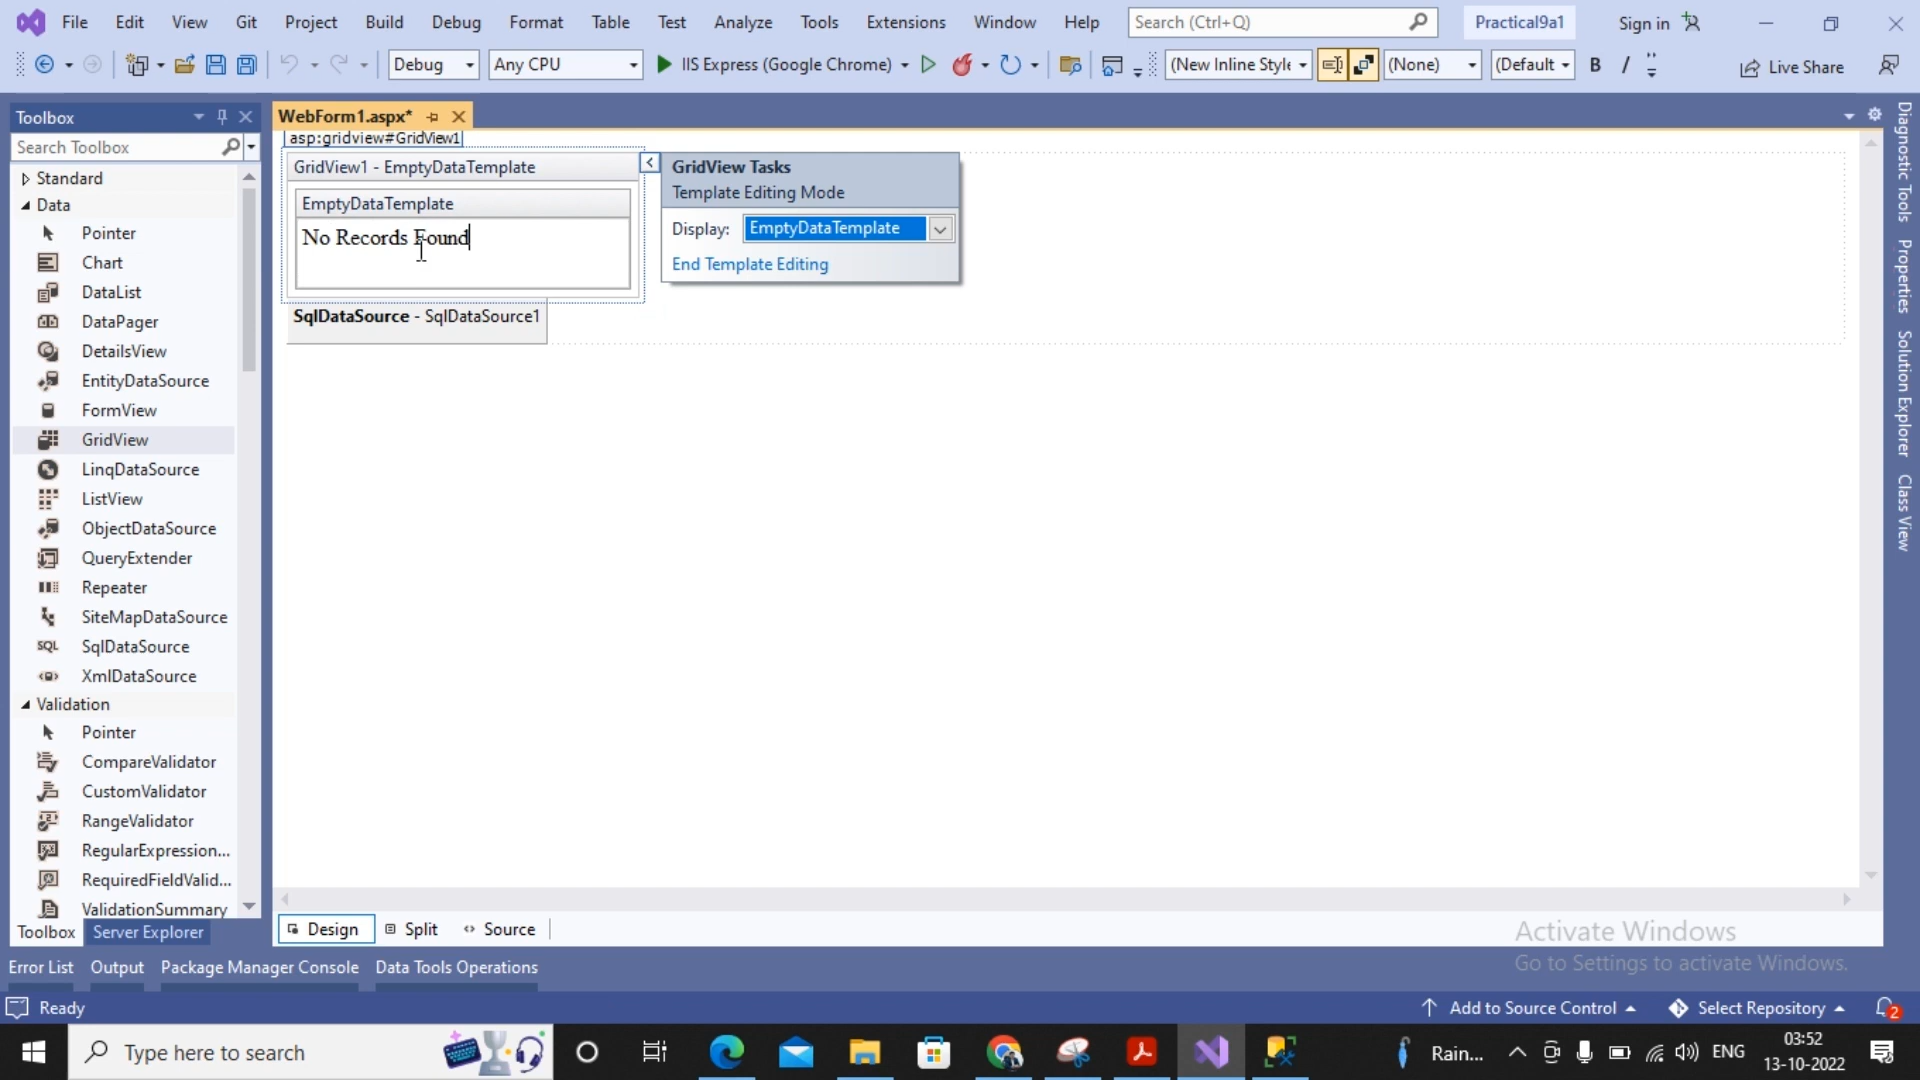 File Edit View Git Project Build Debug Format Table Test Analyze Tools Extensions Window Help Search (Ctrl+Q) Practical9a1 Sign in
Debug Any CPU IIS Express (Google Chrome) (New Inline Style (None) (Default B I Live Share
Toolbox
Search Toolbox
Standard
Data
Pointer
Chart
DataList
DataPager
DetailsView
EntityDataSource
FormView
GridView
LinqDataSource
ListView
ObjectDataSource
QueryExtender
Repeater
SiteMapDataSource
SqlDataSource
XmlDataSource
Validation
Pointer
CompareValidator
CustomValidator
RangeValidator
RegularExpression...
RequiredFieldValid...
ValidationSummary
Toolbox Server Explorer
WebForm1.aspx*
asp:gridview#GridView1
GridView1 - EmptyDataTemplate
EmptyDataTemplate
No Records Found
SqlDataSource - SqlDataSource1
GridView Tasks
Template Editing Mode
Display: EmptyDataTemplate
End Template Editing
Diagnostic Tools
Properties
Solution Explorer
Class View
Design Split Source
Activate Windows
Go to Settings to activate Windows.
Error List Output Package Manager Console Data Tools Operations
Ready Add to Source Control Select Repository 2
Type here to search Rain... ENG 03:52
13-10-2022